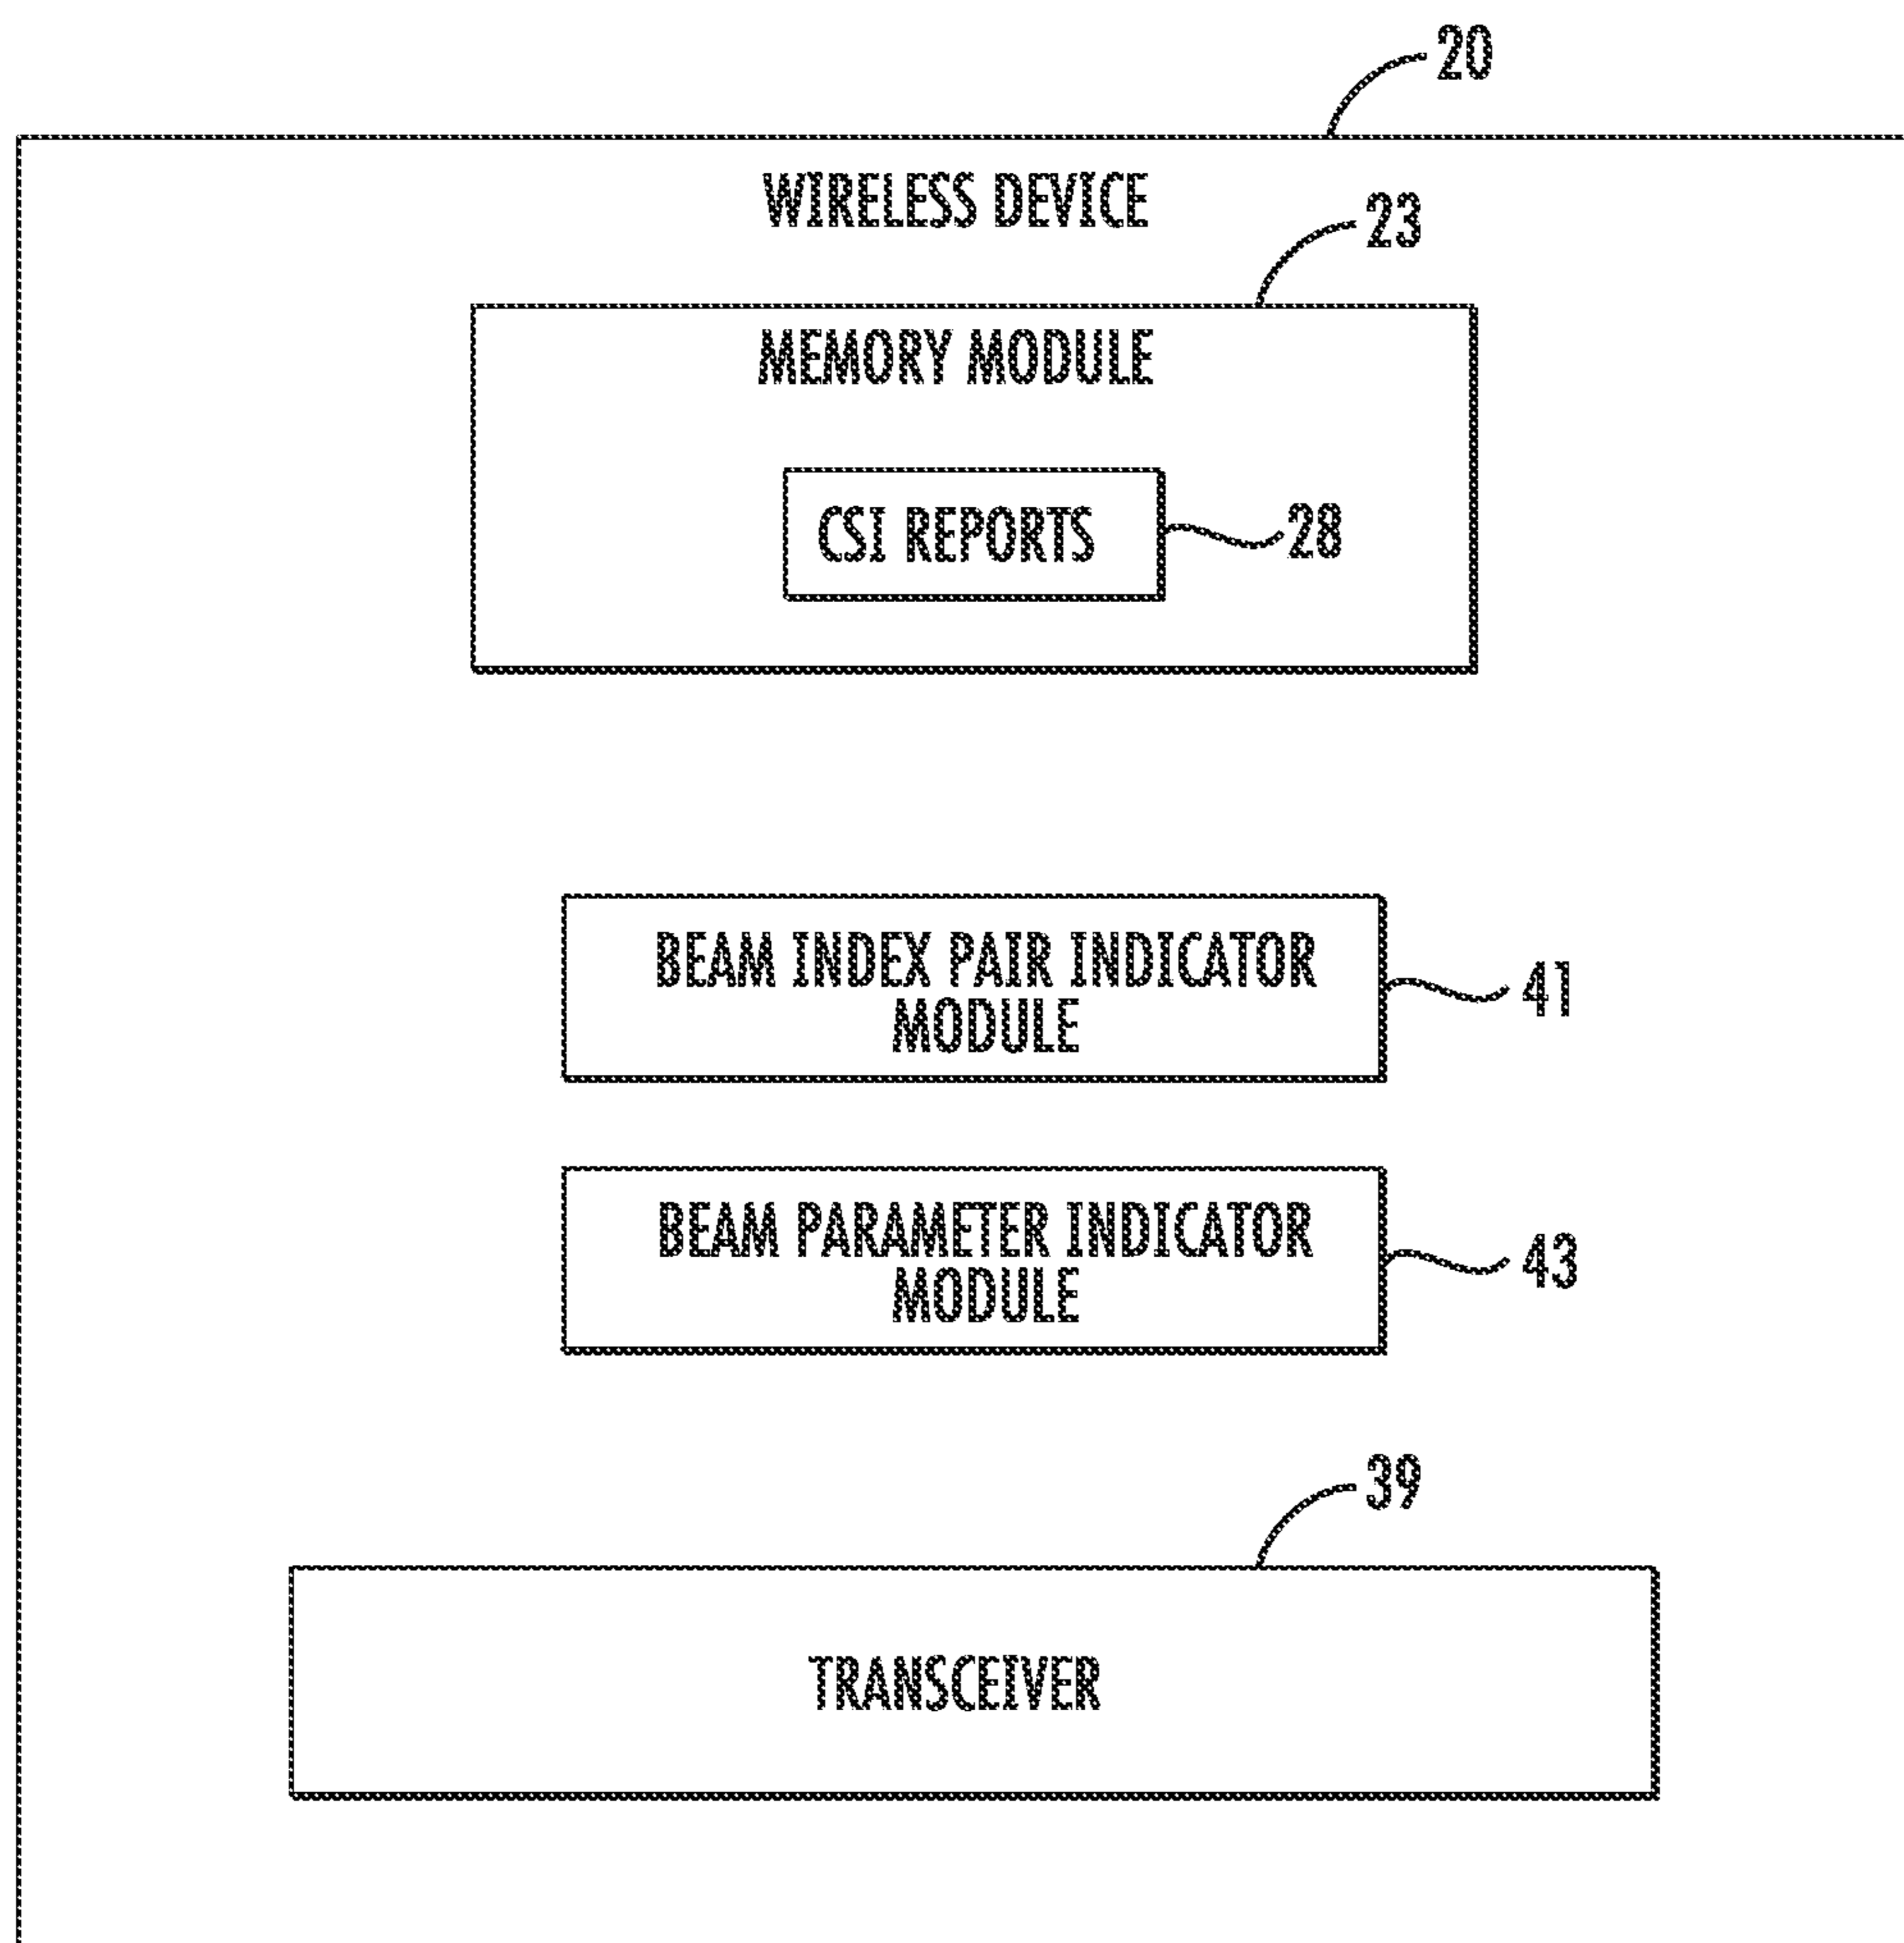 20
WIRELESS DEVICE
23
MEMORY MODULE
CSI REPORTS
28
BEAM INDEX PAIR INDICATOR
MODULE
41
BEAM PARAMETER INDICATOR
MODULE
43
39
TRANSCEIVER